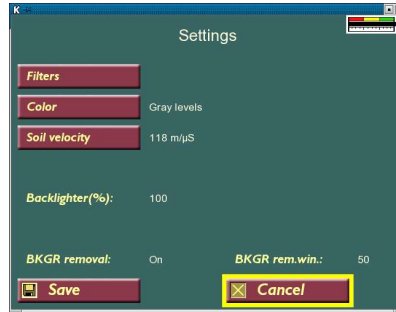 Settings
Filters
Color Gray levels
Soil velocity 118 m/µS
Backlighter(%): 100
BKGR removal: On BKGR rem.win.: 50
Save Cancel